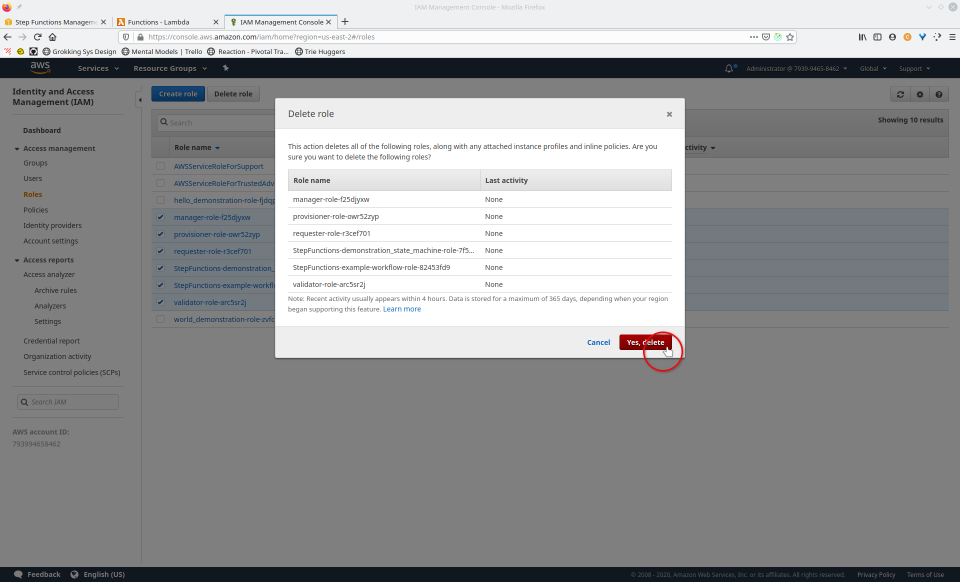 IAM Management Console - Mozilla Firefox
Step Functions Managem
Functions - Lambda
IAM Management Console
https://console.aws.amazon.com/iam/home?region=us-east-2#/roles
Grokking Sys Design
Mental Models | Trello
Reaction - Pivotal Tra...
Trie Huggers
aws
Services
Resource Groups
Administrator @ 7939-9465-8462
Global
Support
Identity and Access
Management (IAM)
Dashboard
Access management
Groups
Users
Roles
Policies
Identity providers
Account settings
Access reports
Access analyzer
Archive rules
Analyzers
Settings
Credential report
Organization activity
Service control policies (SCPs)
Search IAM
AWS account ID:
793994658462
Create role
Delete role
Search
Showing 10 results
Role name
ctivity
AWSServiceRoleForSupport
AWSServiceRoleForTrustedAdv
hello_demonstration-role-fjdqp
manager-role-f25djyxw
provisioner-role-owr52zyp
requester-role-r3cef701
StepFunctions-demonstration_
StepFunctions-example-workfl
validator-role-arc5sr2j
world_demonstration-role-zvfc
Delete role
This action deletes all of the following roles, along with any attached instance profiles and inline policies. Are you
sure you want to delete the following roles?
Role name
Last activity
manager-role-f25djyxw
None
provisioner-role-owr52zyp
None
requester-role-r3cef701
None
StepFunctions-demonstration_state_machine-role-7f5...
None
StepFunctions-example-workflow-role-82453fd9
None
validator-role-arc5sr2j
None
Note: Recent activity usually appears within 4 hours. Data is stored for a maximum of 365 days, depending when your region
began supporting this feature. Learn more
Cancel
Yes, delete
Feedback
English (US)
© 2008 - 2020, Amazon Web Services, Inc. or its affiliates. All rights reserved.
Privacy Policy
Terms of Use